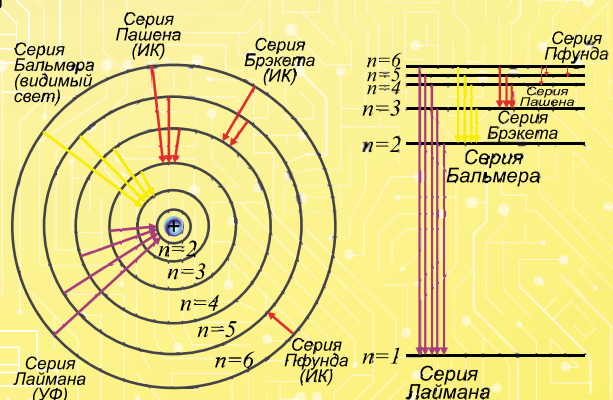 Серия
Пашена
(ИК)
Серия
Бальмера
(видимый
свет)
Серия
Брэкета
(ИК)
+
n=2
n=3
n=4
n=5
n=6
Серия
Лаймана
(УФ)
Серия
Пфунда
(ИК)
Серия
Пфунда
n=6
n=5
n=4
n=3
n=2
n=1
Серия
Пашена
Серия
Брэкета
Серия
Бальмера
Серия
Лаймана